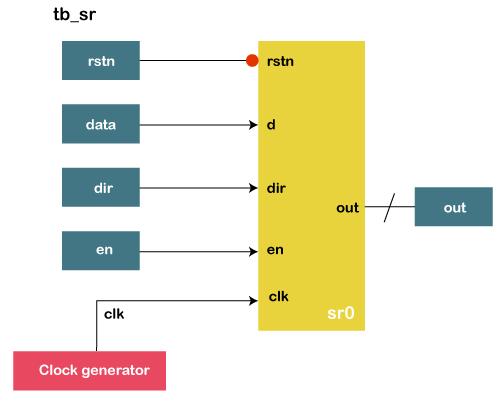 tb_sr
rstn
rstn
data
d
dir
dir
out
out
en
en
clk
clk
sr0
Clock generator